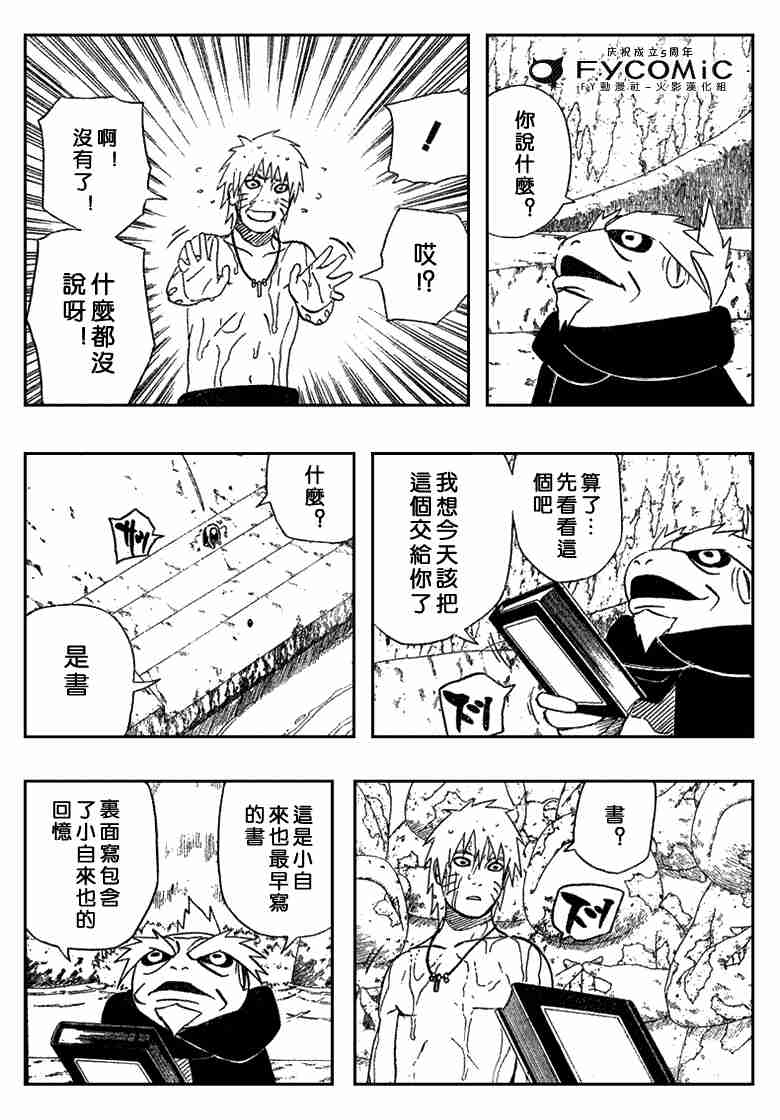 庆祝成立5周年
FYCOMiC
FY動漫社-火影漢化組
你說什麼？
！
哎!?
啊！
沒有了！
什麼都沒
說呀！
算了…
先看看這
個吧
我想今天該把
這個交給你了
什麼？
是書
書？
這是小自
來也最早寫
的書
裏面寫包含
了小自來也的
回憶